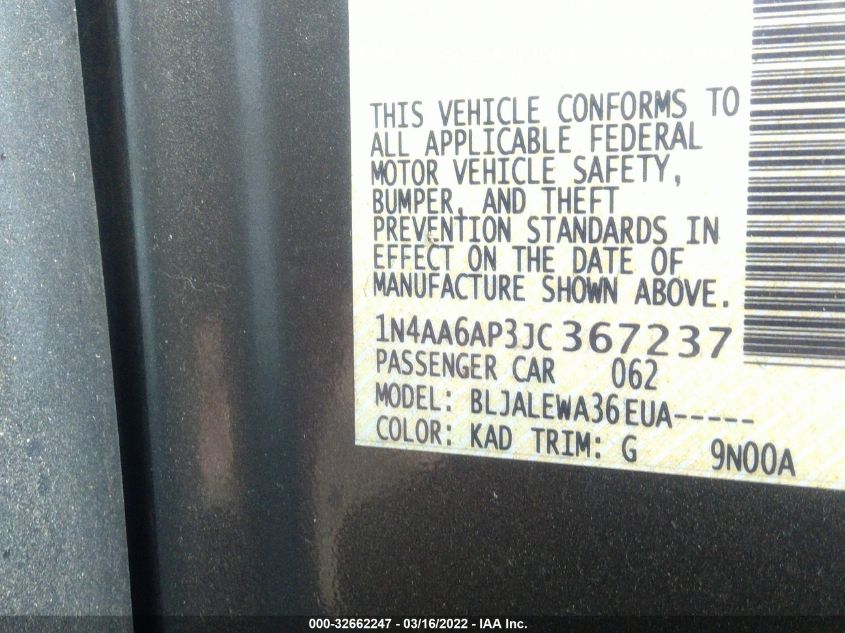 THIS VEHICLE CONFORMS TO
ALL APPLICABLE FEDERAL
MOTOR VEHICLE SAFETY,
BUMPER, AND THEFT
PREVENTION STANDARDS IN
EFFECT ON THE DATE OF
MANUFACTURE SHOWN ABOVE.
1N4AA6AP3JC367237
PASSENGER CAR 062
MODEL: BLJALEWA36EUA-----
COLOR: KAD TRIM: G 9N00A
000-32662247 - 03/16/2022 - IAA Inc.